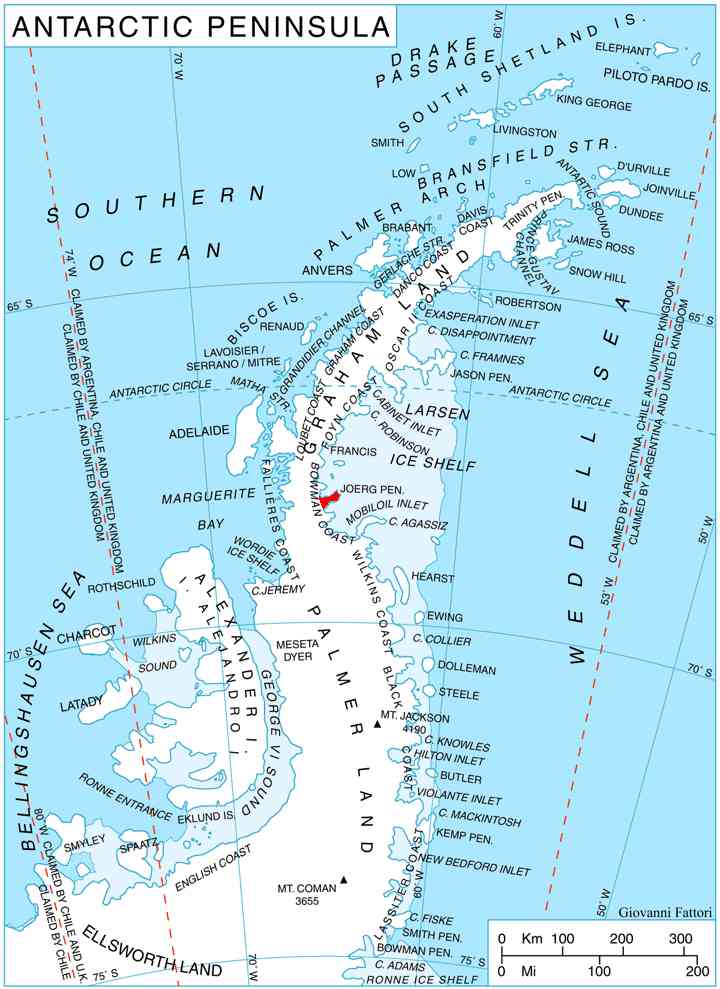 ANTARCTIC PENINSULA
70° W
60° W
DRAKE
PASSAGE
SOUTH SHETLAND IS.
ELEPHANT
PILOTO PARDO IS.
KING GEORGE
LIVINGSTON
SMITH
LOW
BRANSFIELD STR.
ANTARCTIC SOUND
D'URVILLE
JOINVILLE
DUNDEE
PALMER ARCH
DAVIS
COAST
TRINITY PEN.
PRINCE GUSTAV
CHANNEL
JAMES ROSS
SNOW HILL
SOUTHERN
OCEAN
BRABANT
ANVERS
GERLACHE STR.
DANCO COAST
ROBERTSON
74° W
65° S
65° S
BISCOE IS.
RENAUD
LAVOISIER /
SERRANO / MITRE
GRANDIDIER CHANNEL
GRAHAM COAST
GRAHAM LAND
OSCAR II COAST
EXASPERATION INLET
C. DISAPPOINTMENT
C. FRAMNES
JASON PEN.
ANTARCTIC CIRCLE
ANTARCTIC CIRCLE
MATHA STR.
LOUBET COAST
FOYN COAST
CABINET INLET
C. ROBINSON
LARSEN
ICE SHELF
ADELAIDE
FRANCIS
JOERG PEN.
BOWMAN COAST
MOBILOIL INLET
C. AGASSIZ
FALLIÈRES COAST
MARGUERITE
BAY
WORDIE
ICE SHELF
C.JEREMY
CLAIMED BY ARGENTINA, CHILE AND UNITED KINGDOM
CLAIMED BY CHILE AND UNITED KINGDOM
CLAIMED BY ARGENTINA, CHILE AND UNITED KINGDOM
CLAIMED BY ARGENTINA AND UNITED KINGDOM
WEDDELL SEA
50° W
53° W
ROTHSCHILD
ALEXANDER I.
I. ALEJANDRO I.
CHARCOT
WILKINS
SOUND
LATADY
70° S
70° S
BELLINGSHAUSEN SEA
PALMER LAND
MESETA
DYER
WILKINS COAST
HEARST
EWING
C. COLLIER
DOLLEMAN
STEELE
BLACK
COAST
MT. JACKSON
4190
C. KNOWLES
HILTON INLET
BUTLER
VIOLANTE INLET
C. MACKINTOSH
KEMP PEN.
NEW BEDFORD INLET
GEORGE VI SOUND
RONNE ENTRANCE
EKLUND IS.
SMYLEY
SPAATZ
ENGLISH COAST
80° W
CLAIMED BY CHILE AND U.K.
CLAIMED BY CHILE
MT. COMAN
3655
LASSITER COAST
60° W
50° W
C. FISKE
SMITH PEN.
BOWMAN PEN.
C. ADAMS
RONNE ICE SHELF
ELLSWORTH LAND
75° S
70° W
75° S
Giovanni Fattori
0 Km 100 200 300
0 Mi 100 200